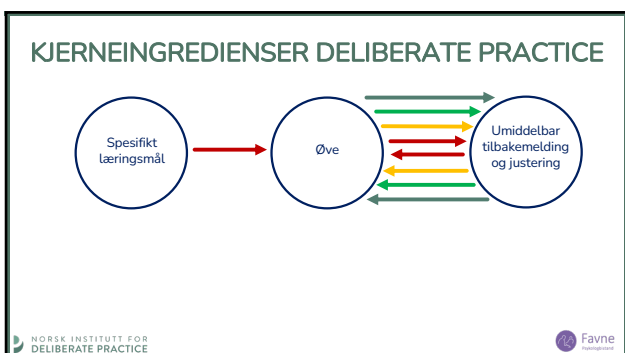 KJERNEINGREDIENSER DELIBERATE PRACTICE
Spesifikt
læringsmål
Øve
Umiddelbar
tilbakemelding
og justering
NORSK INSTITUTT FOR
DELIBERATE PRACTICE
Favne